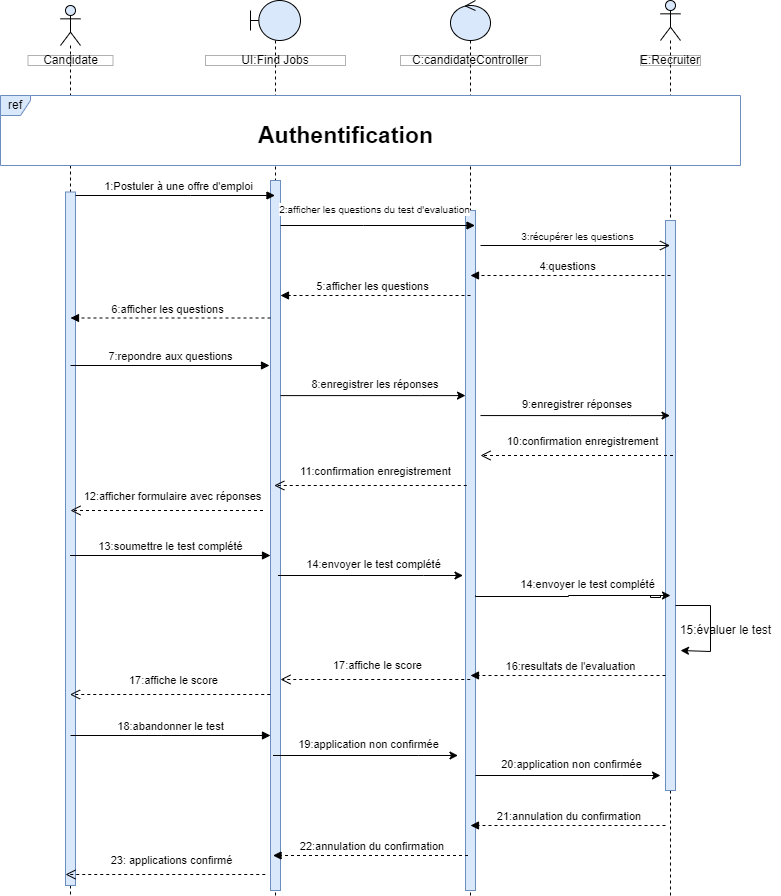 Candidate
UI:Find Jobs
C:candidateController
E:Recruiter
ref
Authentification
1:Postuler à une offre d'emploi
2:afficher les questions du test d'evaluation
3:récupérer les questions
4:questions
5:afficher les questions
6:afficher les questions
7:repondre aux questions
8:enregistrer les réponses
9:enregistrer réponses
10:confirmation enregistrement
11:confirmation enregistrement
12:afficher formulaire avec réponses
13:soumettre le test complété
14:envoyer le test complété
14:envoyer le test complété
15:évaluer le test
16:resultats de l'evaluation
17:affiche le score
17:affiche le score
18:abandonner le test
19:application non confirmée
20:application non confirmée
21:annulation du confirmation
22:annulation du confirmation
23: applications confirmé